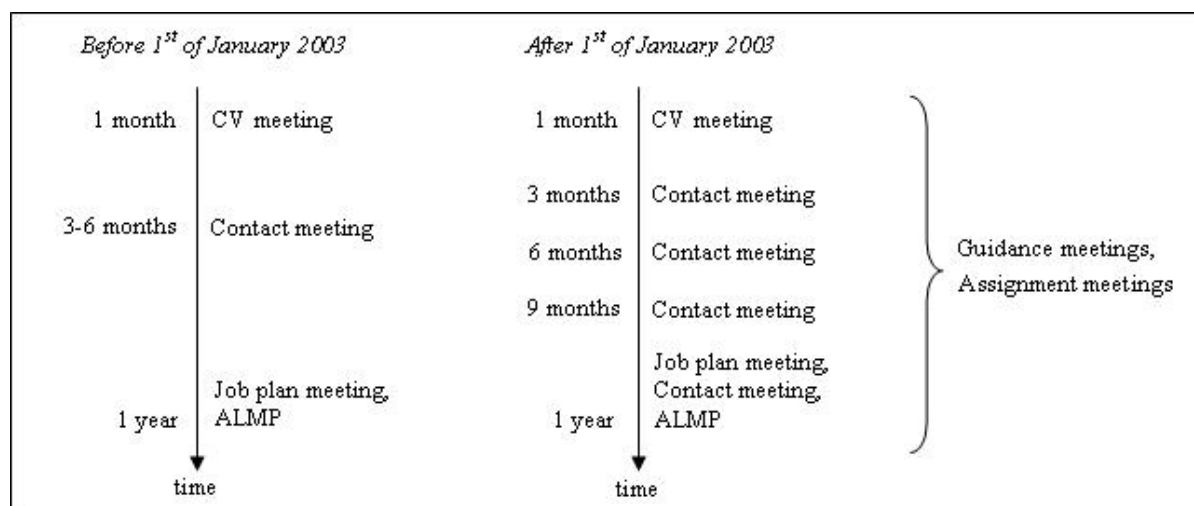 Before 1st of January 2003
1 month CV meeting
3-6 months Contact meeting
Job plan meeting,
1 year ALMP
time
After 1st of January 2003
1 month CV meeting
3 months Contact meeting
6 months Contact meeting
9 months Contact meeting
Job plan meeting,
Contact meeting,
1 year ALMP
time
Guidance meetings,
Assignment meetings